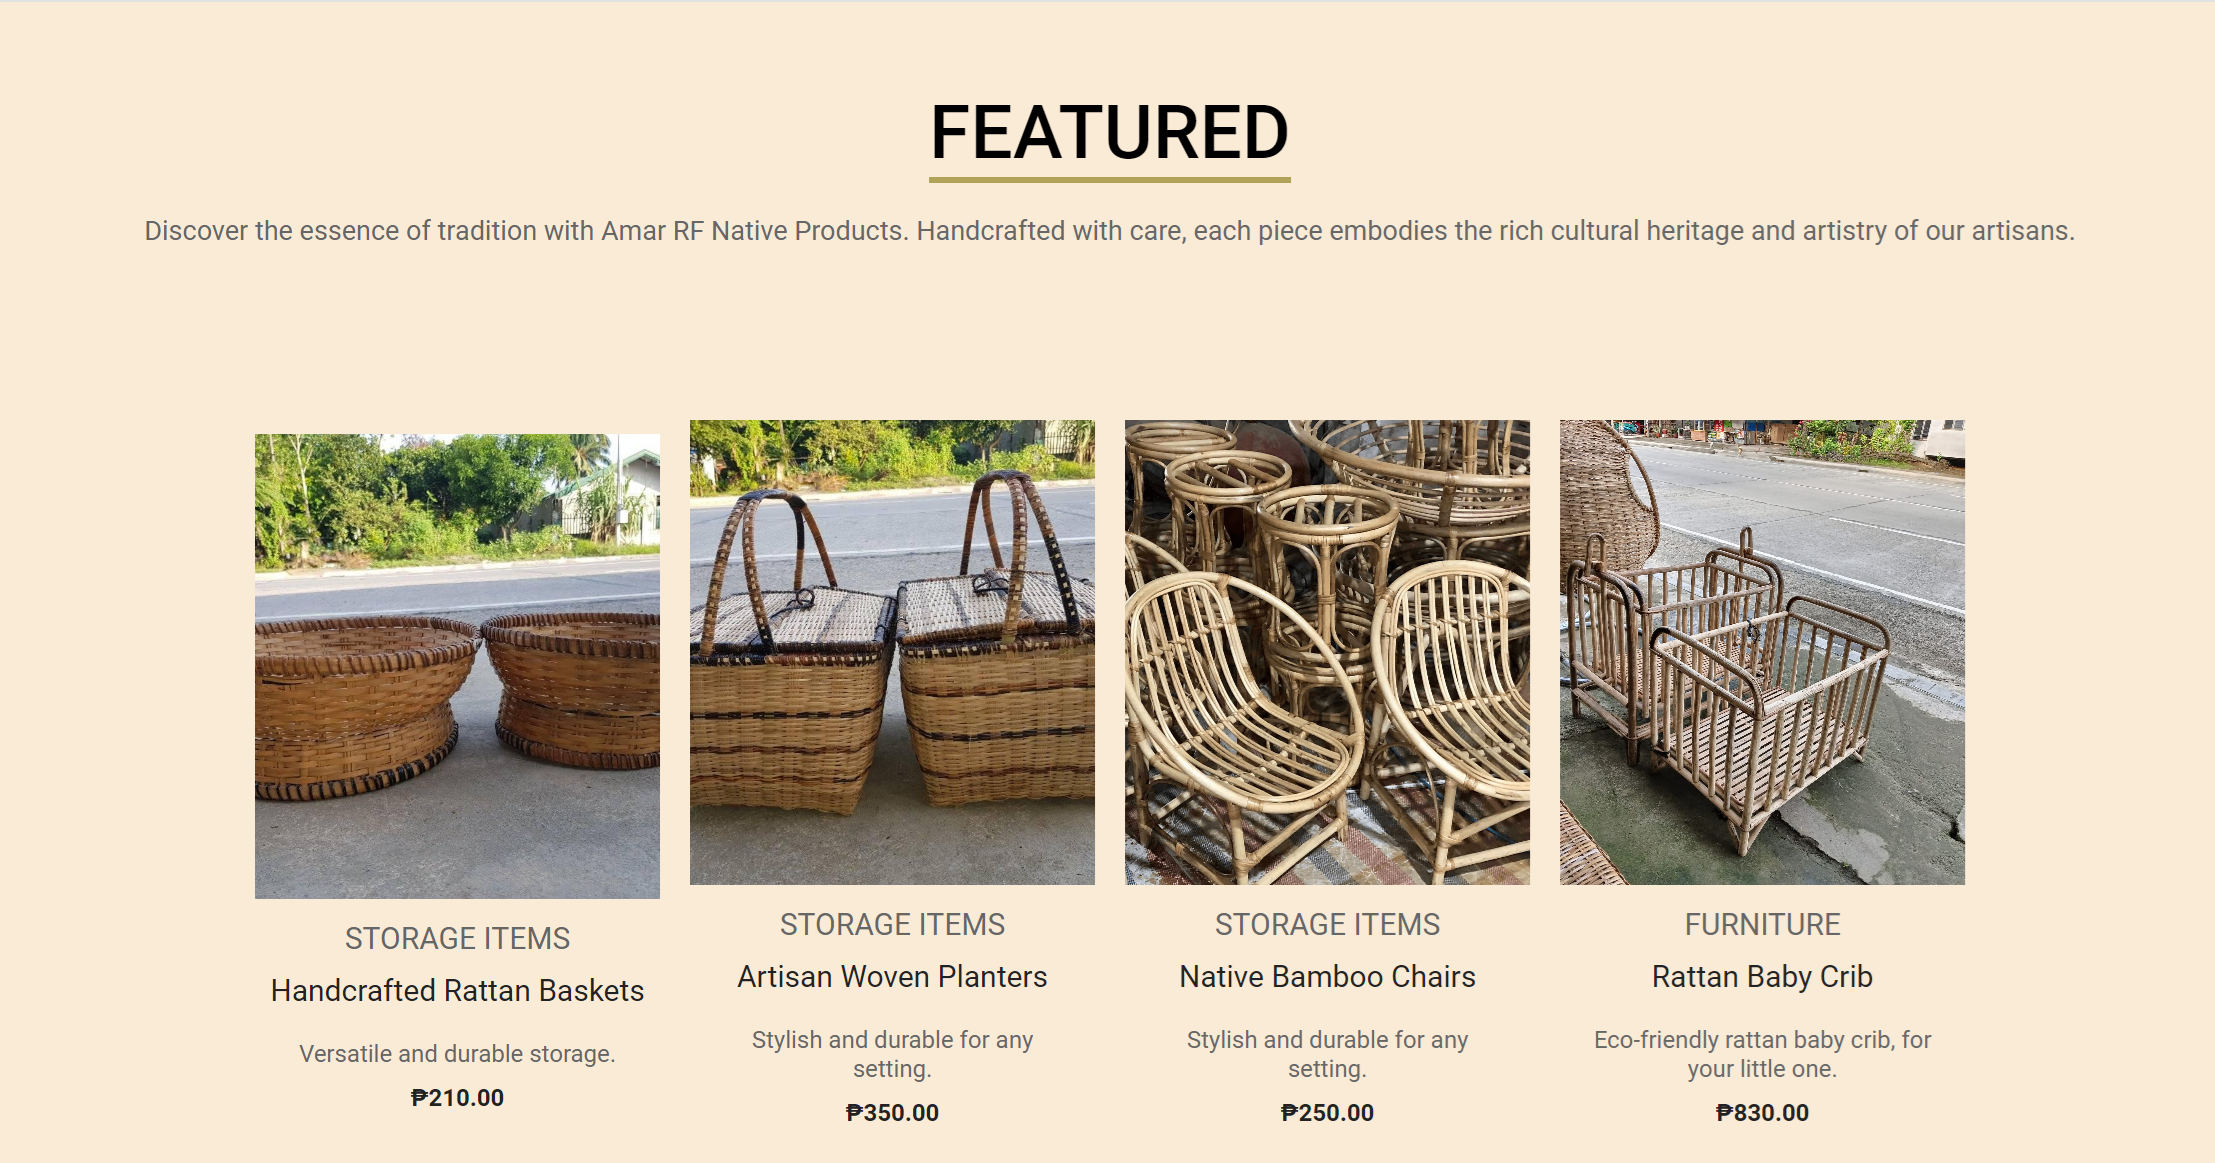 FEATURED
Discover the essence of tradition with Amar RF Native Products. Handcrafted with care, each piece embodies the rich cultural heritage and artistry of our artisans.
STORAGE ITEMS
Handcrafted Rattan Baskets
Versatile and durable storage.
₱210.00
STORAGE ITEMS
Artisan Woven Planters
Stylish and durable for any
setting.
₱350.00
STORAGE ITEMS
Native Bamboo Chairs
Stylish and durable for any
setting.
₱250.00
FURNITURE
Rattan Baby Crib
Eco-friendly rattan baby crib, for
your little one.
₱830.00